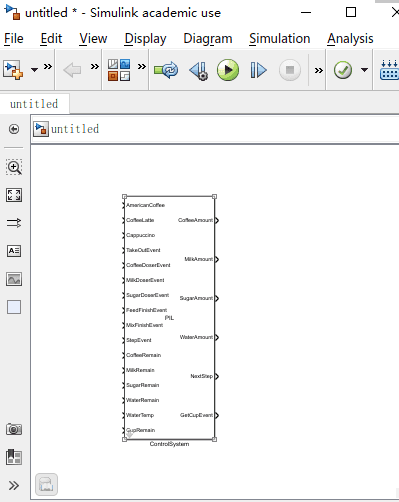 untitled * - Simulink academic use
File Edit View Display Diagram Simulation Analysis
untitled
untitled
AmericanCoffee
CoffeeLatte
Cappuccino
TakeOutEvent
CoffeeDoserEvent
MilkDoserEvent
SugarDoserEvent
FeedFinishEvent
MixFinishEvent
StepEvent
CoffeeRemain
MilkRemain
SugarRemain
WaterRemain
WaterTemp
CupRemain
PIL
CoffeeAmount
MilkAmount
SugarAmount
WaterAmount
NextStep
GetCupEvent
ControlSystem